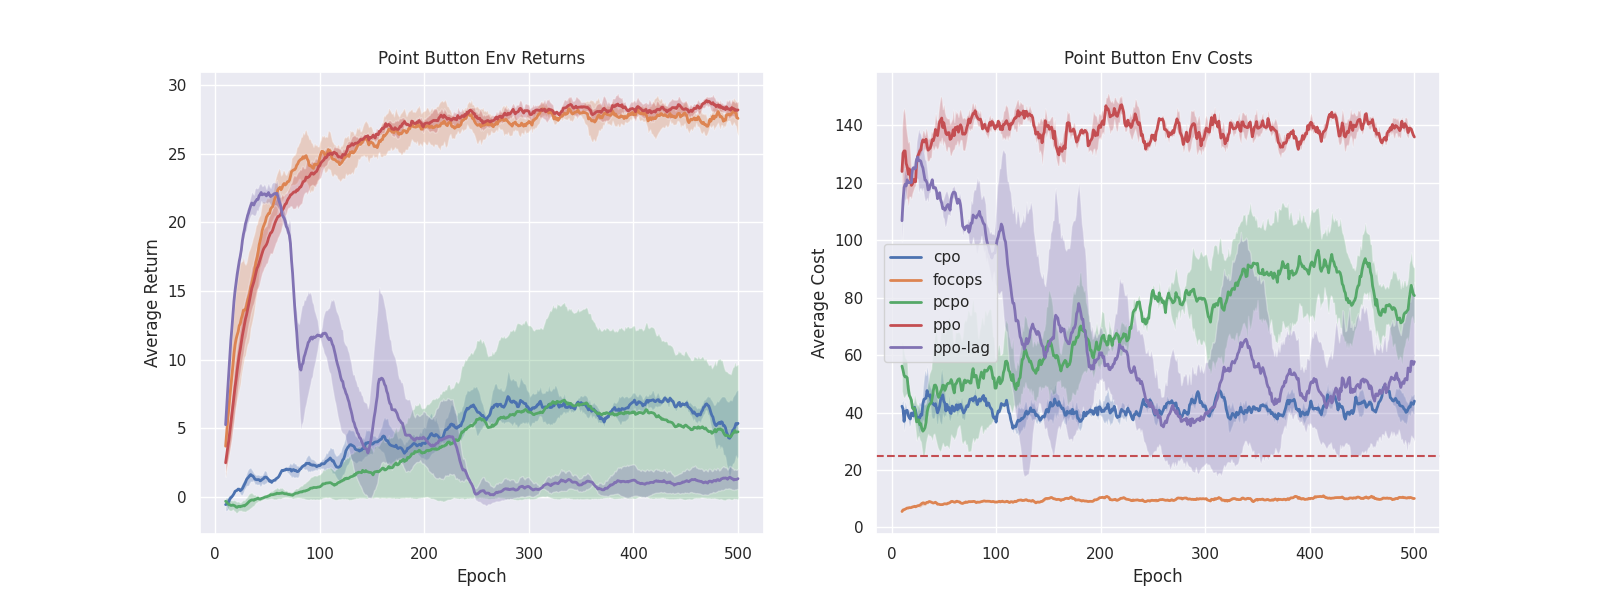 Point Button Env Returns
30
25
20
15
10
5
0
0 100 200 300 400 500
Average Return
Epoch
Point Button Env Costs
140
120
100
80
60
40
20
0
0 100 200 300 400 500
Average Cost
Epoch
cpo
focops
pcpo
ppo
ppo-lag